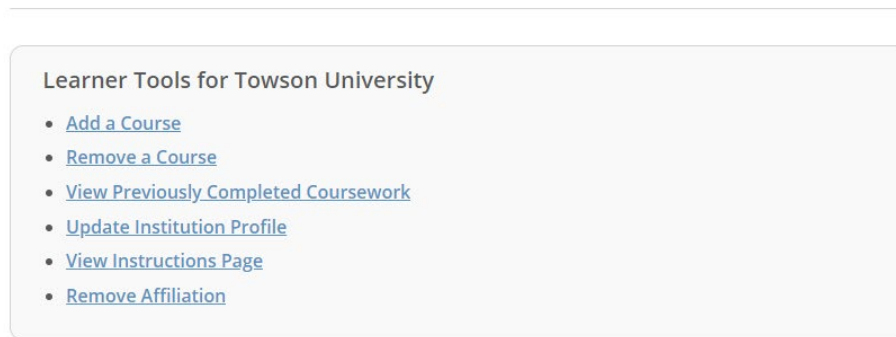 Learner Tools for Towson University
Add a Course
Remove a Course
View Previously Completed Coursework
Update Institution Profile
View Instructions Page
Remove Affiliation